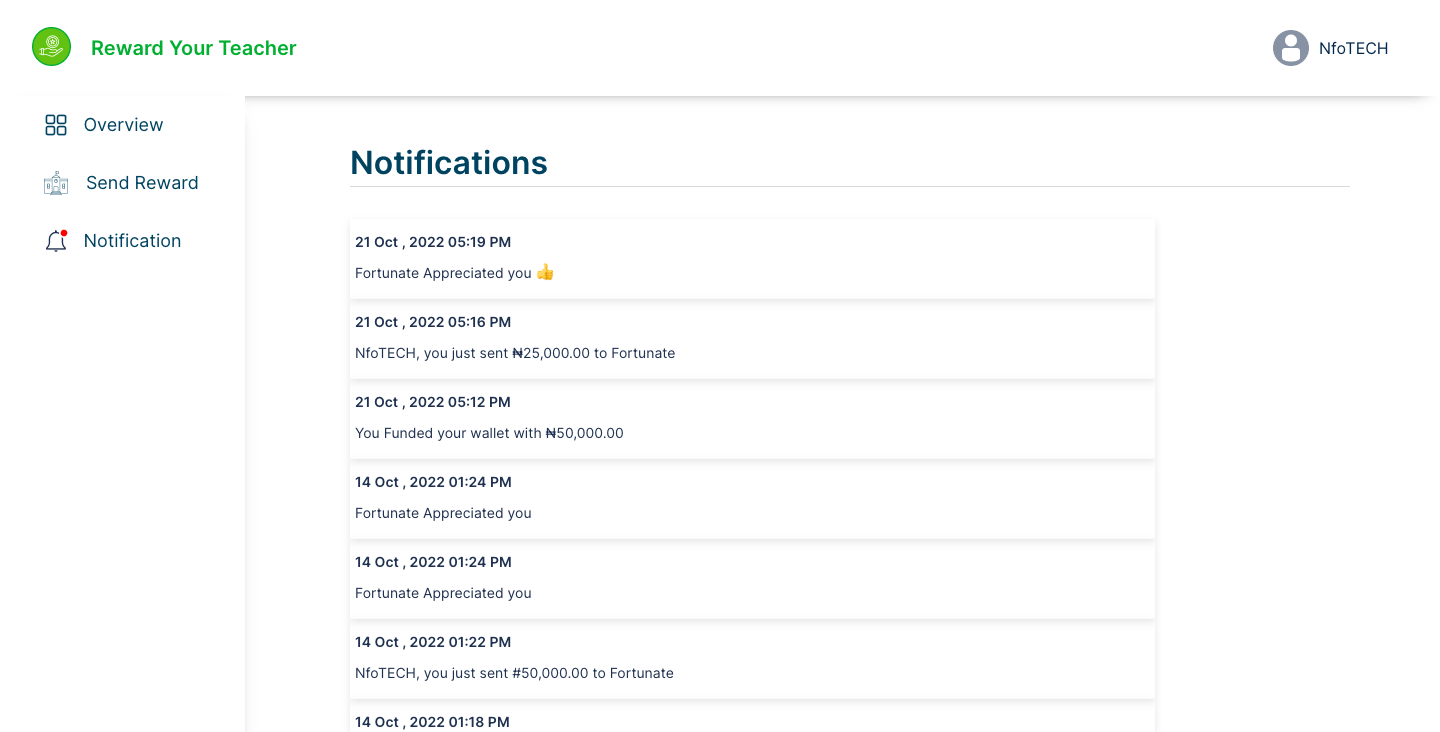 Reward Your Teacher
NfoTECH
Overview
Send Reward
Notification
Notifications
21 Oct , 2022 05:19 PM
Fortunate Appreciated you 👍
21 Oct , 2022 05:16 PM
NfoTECH, you just sent ₦25,000.00 to Fortunate
21 Oct , 2022 05:12 PM
You Funded your wallet with ₦50,000.00
14 Oct , 2022 01:24 PM
Fortunate Appreciated you
14 Oct , 2022 01:24 PM
Fortunate Appreciated you
14 Oct , 2022 01:22 PM
NfoTECH, you just sent #50,000.00 to Fortunate
14 Oct , 2022 01:18 PM